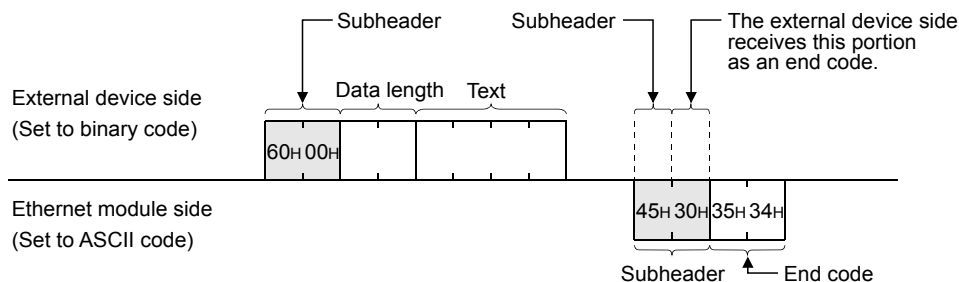 Subheader
Subheader
The external device side
receives this portion
as an end code.
External device side
(Set to binary code)
Data length
Text
60H 00H
Ethernet module side
(Set to ASCII code)
45H 30H 35H 34H
Subheader
End code